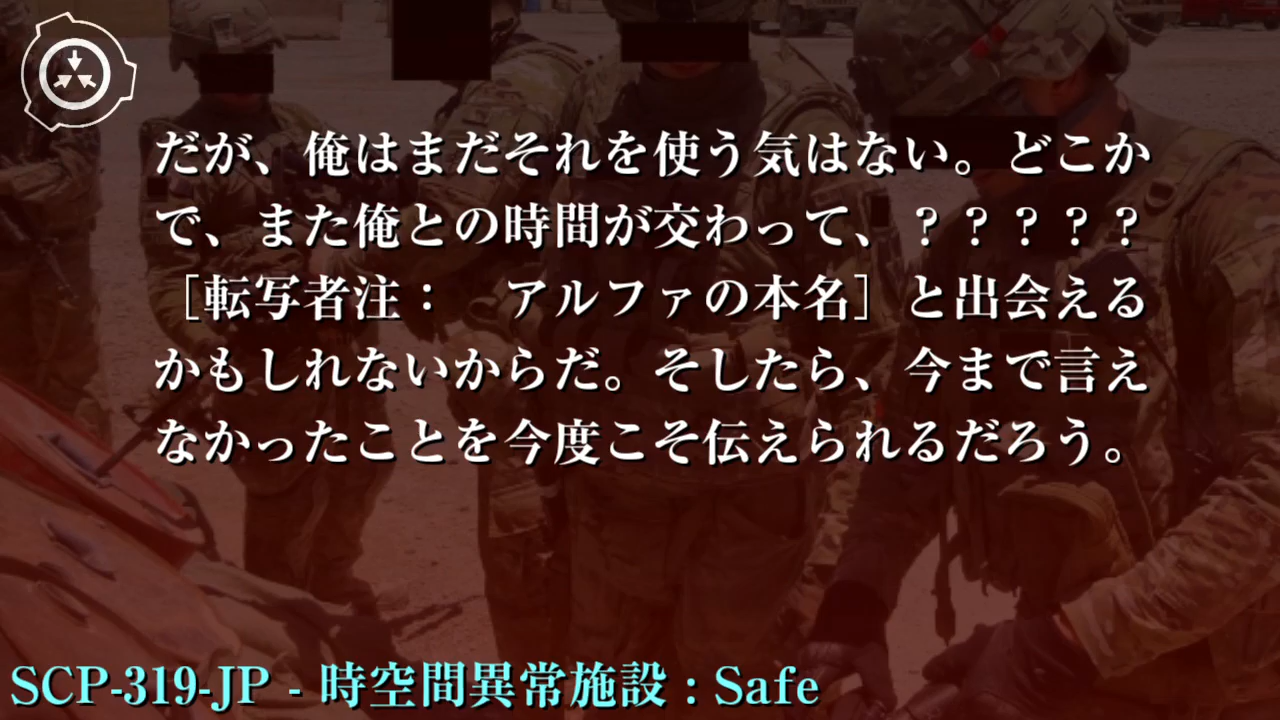 だが、俺はまだそれを使う気はない。どこか
で、また俺との時間が交わって、？？？？？
［転写者注：　アルファの本名］と出会える
かもしれないからだ。そしたら、今まで言え
なかったことを今度こそ伝えられるだろう。
SCP-319-JP - 時空間異常施設 : Safe